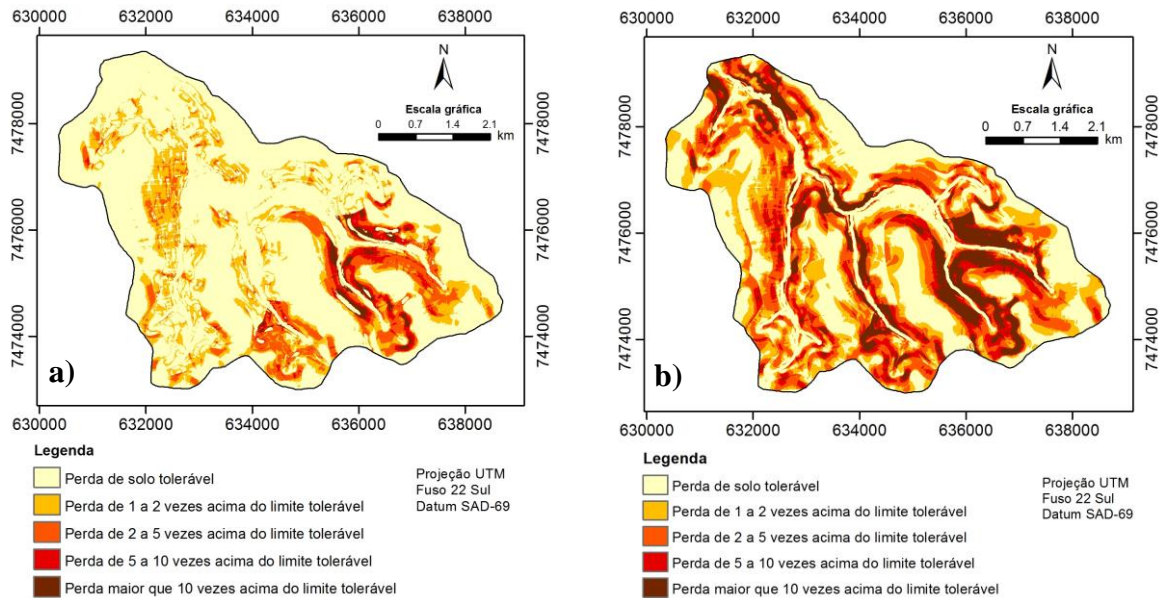 630000 632000 634000 636000 638000
N
Escala gráfica
0 0.7 1.4 2.1
km
7478000
7476000
7474000
7478000
7476000
7474000
a)
630000 632000 634000 636000 638000
Legenda
Perda de solo tolerável
Perda de 1 a 2 vezes acima do limite tolerável
Perda de 2 a 5 vezes acima do limite tolerável
Perda de 5 a 10 vezes acima do limite tolerável
Perda maior que 10 vezes acima do limite tolerável
Projeção UTM
Fuso 22 Sul
Datum SAD-69
630000 632000 634000 636000 638000
N
Escala gráfica
0 0.7 1.4 2.1
km
7478000
7476000
7474000
7478000
7476000
7474000
b)
630000 632000 634000 636000 638000
Legenda
Perda de solo tolerável
Perda de 1 a 2 vezes acima do limite tolerável
Perda de 2 a 5 vezes acima do limite tolerável
Perda de 5 a 10 vezes acima do limite tolerável
Perda maior que 10 vezes acima do limite tolerável
Projeção UTM
Fuso 22 Sul
Datum SAD-69